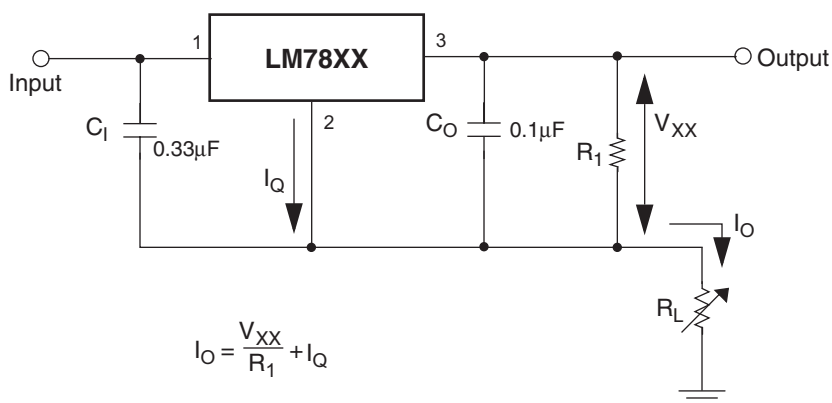 1
LM78XX
3
Input
Output
C_I
0.33μF
2
I_Q
C_O
0.1μF
R_1
V_XX
I_O
R_L
I_O = V_XX / R_1 + I_Q